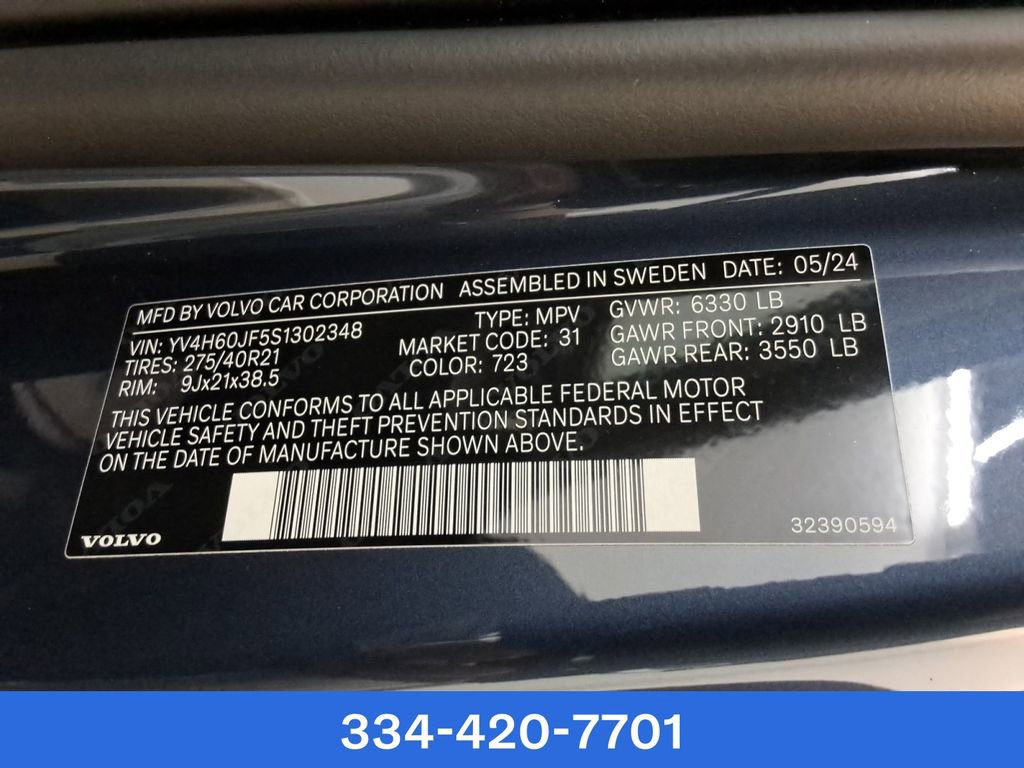 MFD BY VOLVO CAR CORPORATION ASSEMBLED IN SWEDEN DATE: 05/24
VIN: YV4H60JF5S1302348 TYPE: MPV GVWR: 6330 LB
TIRES: 275/40R21 MARKET CODE: 31 GAWR FRONT: 2910 LB
RIM: 9Jx21x38.5 COLOR: 723 GAWR REAR: 3550 LB
THIS VEHICLE CONFORMS TO ALL APPLICABLE FEDERAL MOTOR
VEHICLE SAFETY AND THEFT PREVENTION STANDARDS IN EFFECT
ON THE DATE OF MANUFACTURE SHOWN ABOVE.
VOLVO 32390594
334-420-7701